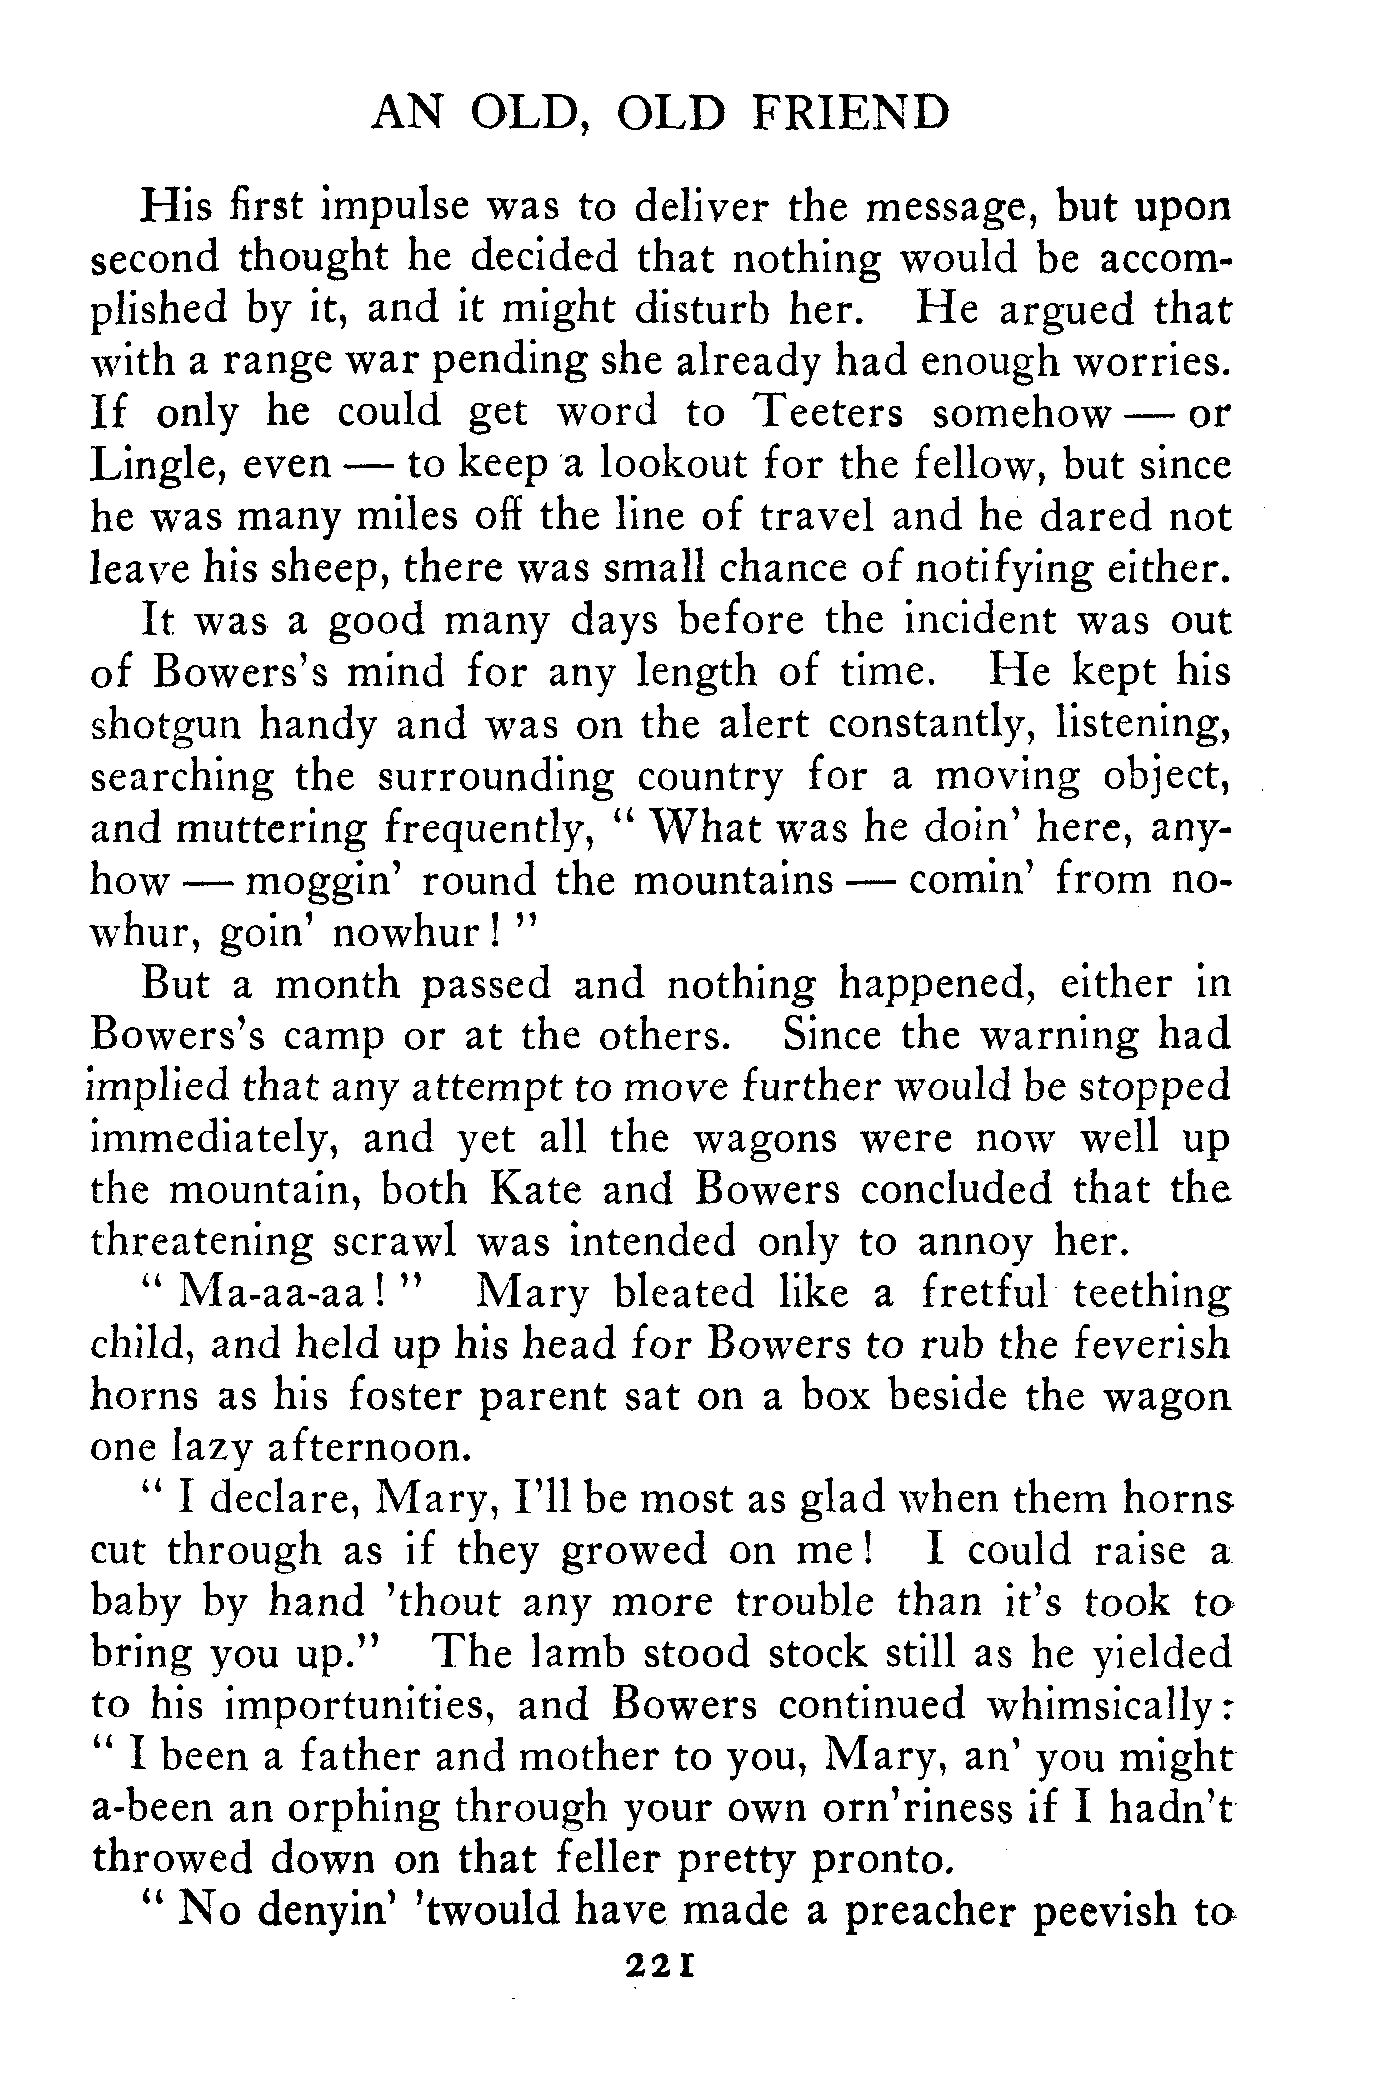 AN OLD, OLD FRIEND
His first impulse was to deliver the message, but upon
second thought he decided that nothing would be accom-
plished by it, and it might disturb her. He argued that
with a range war pending she already had enough worries.
If only he could get word to Teeters somehow — or
Lingle, even — to keep a lookout for the fellow, but since
he was many miles off the line of travel and he dared not
leave his sheep, there was small chance of notifying either.
It was a good many days before the incident was out
of Bowers's mind for any length of time. He kept his
shotgun handy and was on the alert constantly, listening,
searching the surrounding country for a moving object,
and muttering frequently, " What was he doin' here, any-
how — moggin' round the mountains — comin' from no-
whur, goin' nowhur! "
But a month passed and nothing happened, either in
Bowers's camp or at the others. Since the warning had
implied that any attempt to move further would be stopped
immediately, and yet all the wagons were now well up
the mountain, both Kate and Bowers concluded that the
threatening scrawl was intended only to annoy her.
" Ma-aa-aa! " Mary bleated like a fretful teething
child, and held up his head for Bowers to rub the feverish
horns as his foster parent sat on a box beside the wagon
one lazy afternoon.
" I declare, Mary, I'll be most as glad when them horns
cut through as if they growed on me! I could raise a
baby by hand 'thout any more trouble than it's took to
bring you up." The lamb stood stock still as he yielded
to his importunities, and Bowers continued whimsically:
" I been a father and mother to you, Mary, an' you might
a-been an orphing through your own orn'riness if I hadn't
throwed down on that feller pretty pronto.
" No denyin' 'twould have made a preacher peevish to
221